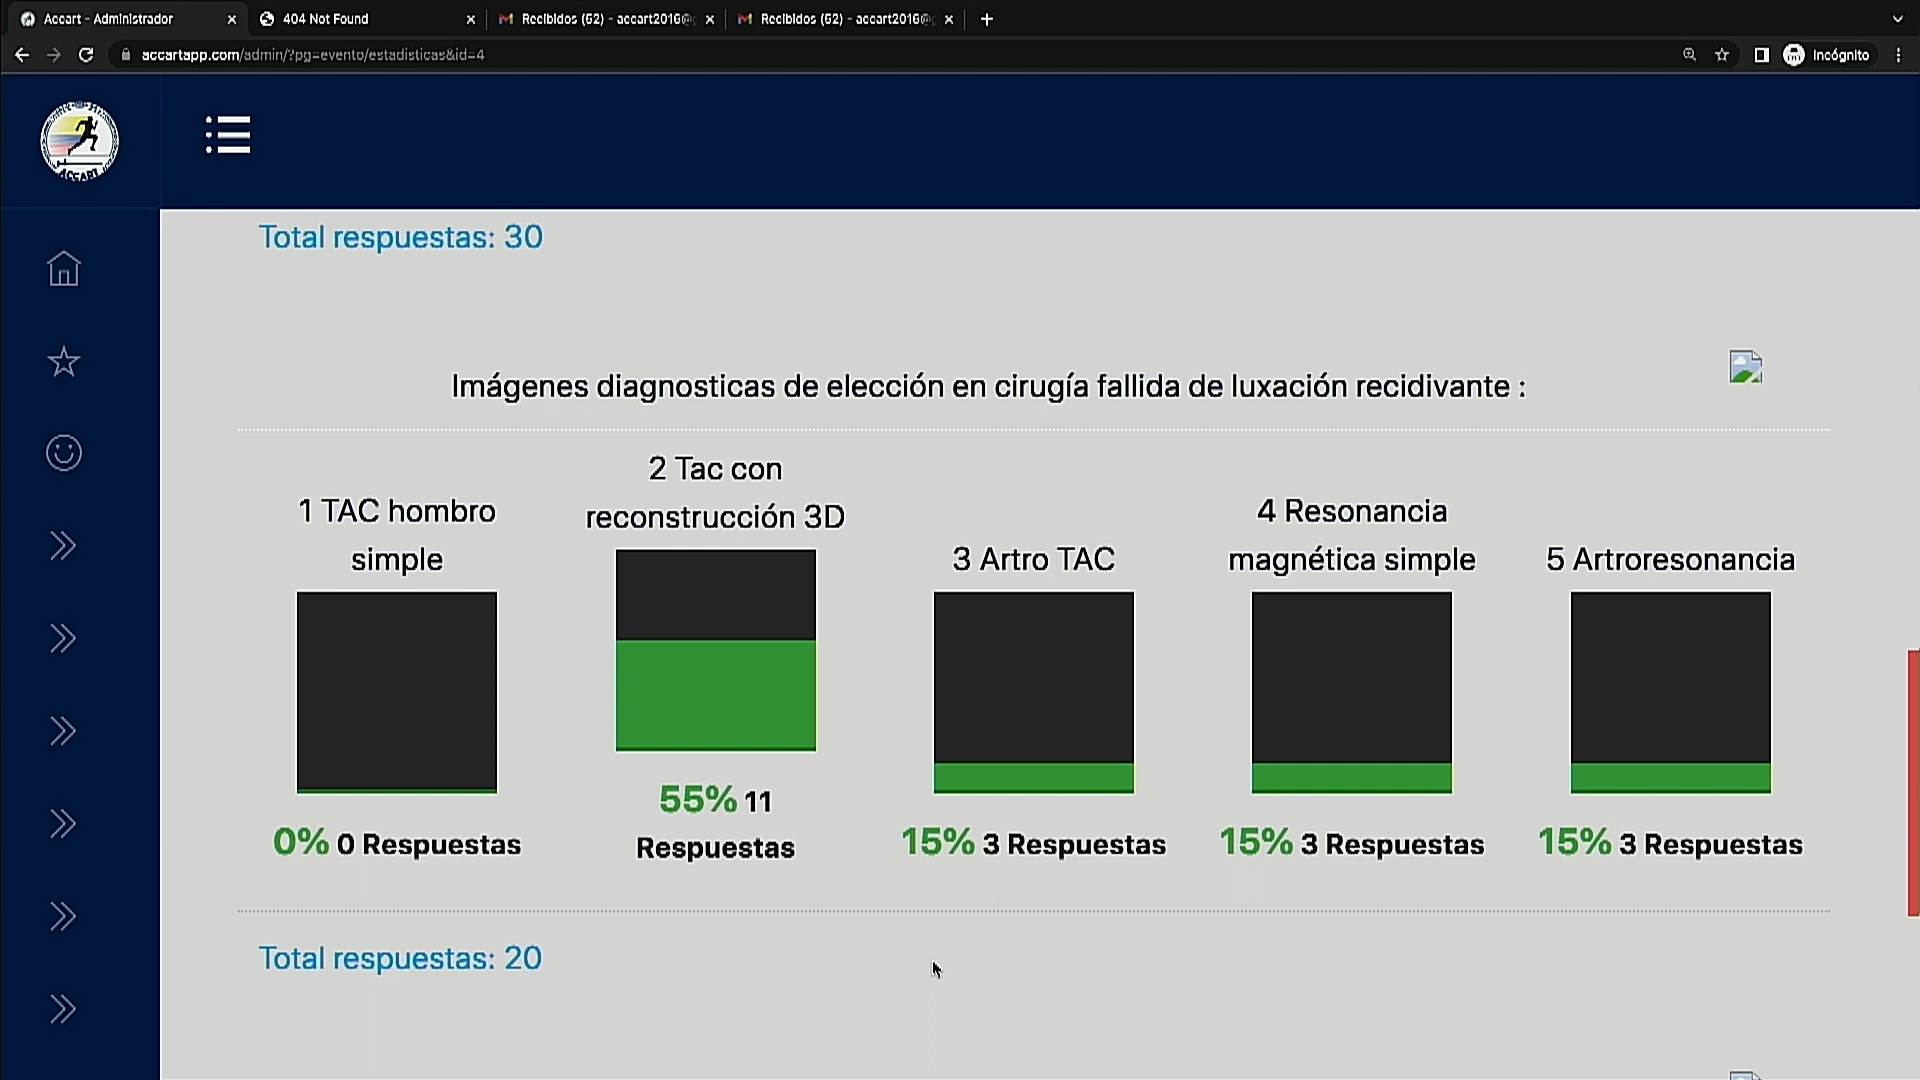 Accart - Administrador
404 Not Found
Recibidos (62) - accart2016@
Recibidos (62) - accart2016@
accartapp.com/admin/?pg=evento/estadisticas&id=4
Incógnito
ACCART
Total respuestas: 30
Imágenes diagnosticas de elección en cirugía fallida de luxación recidivante :
1 TAC hombro
simple
0% 0 Respuestas
2 Tac con
reconstrucción 3D
55% 11
Respuestas
3 Artro TAC
15% 3 Respuestas
4 Resonancia
magnética simple
15% 3 Respuestas
5 Artroresonancia
15% 3 Respuestas
Total respuestas: 20